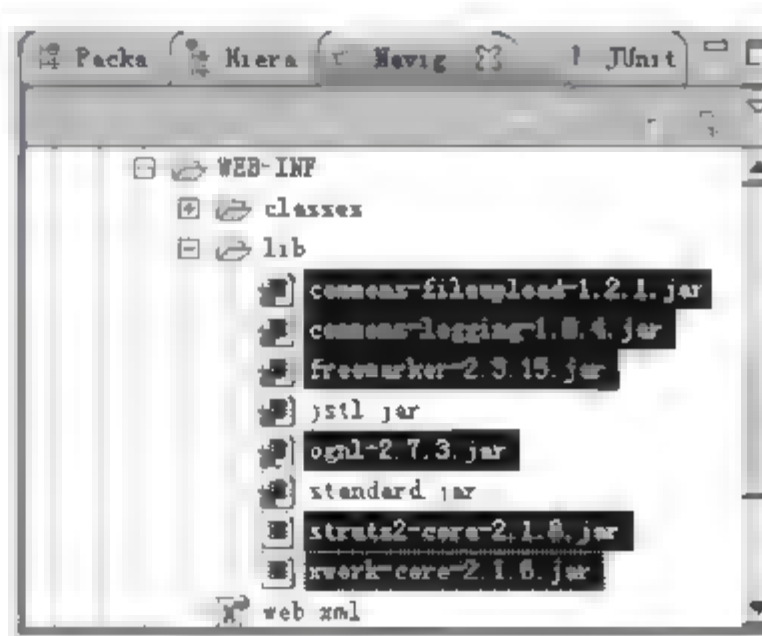 Packa Hiera Navig JUnit
WEB-INF
classes
lib
commons-fileupload-1.2.1.jar
commons-logging-1.0.4.jar
freemarker-2.3.15.jar
jstl.jar
ognl-2.7.3.jar
standard.jar
struts2-core-2.1.8.jar
xwork-core-2.1.6.jar
web.xml